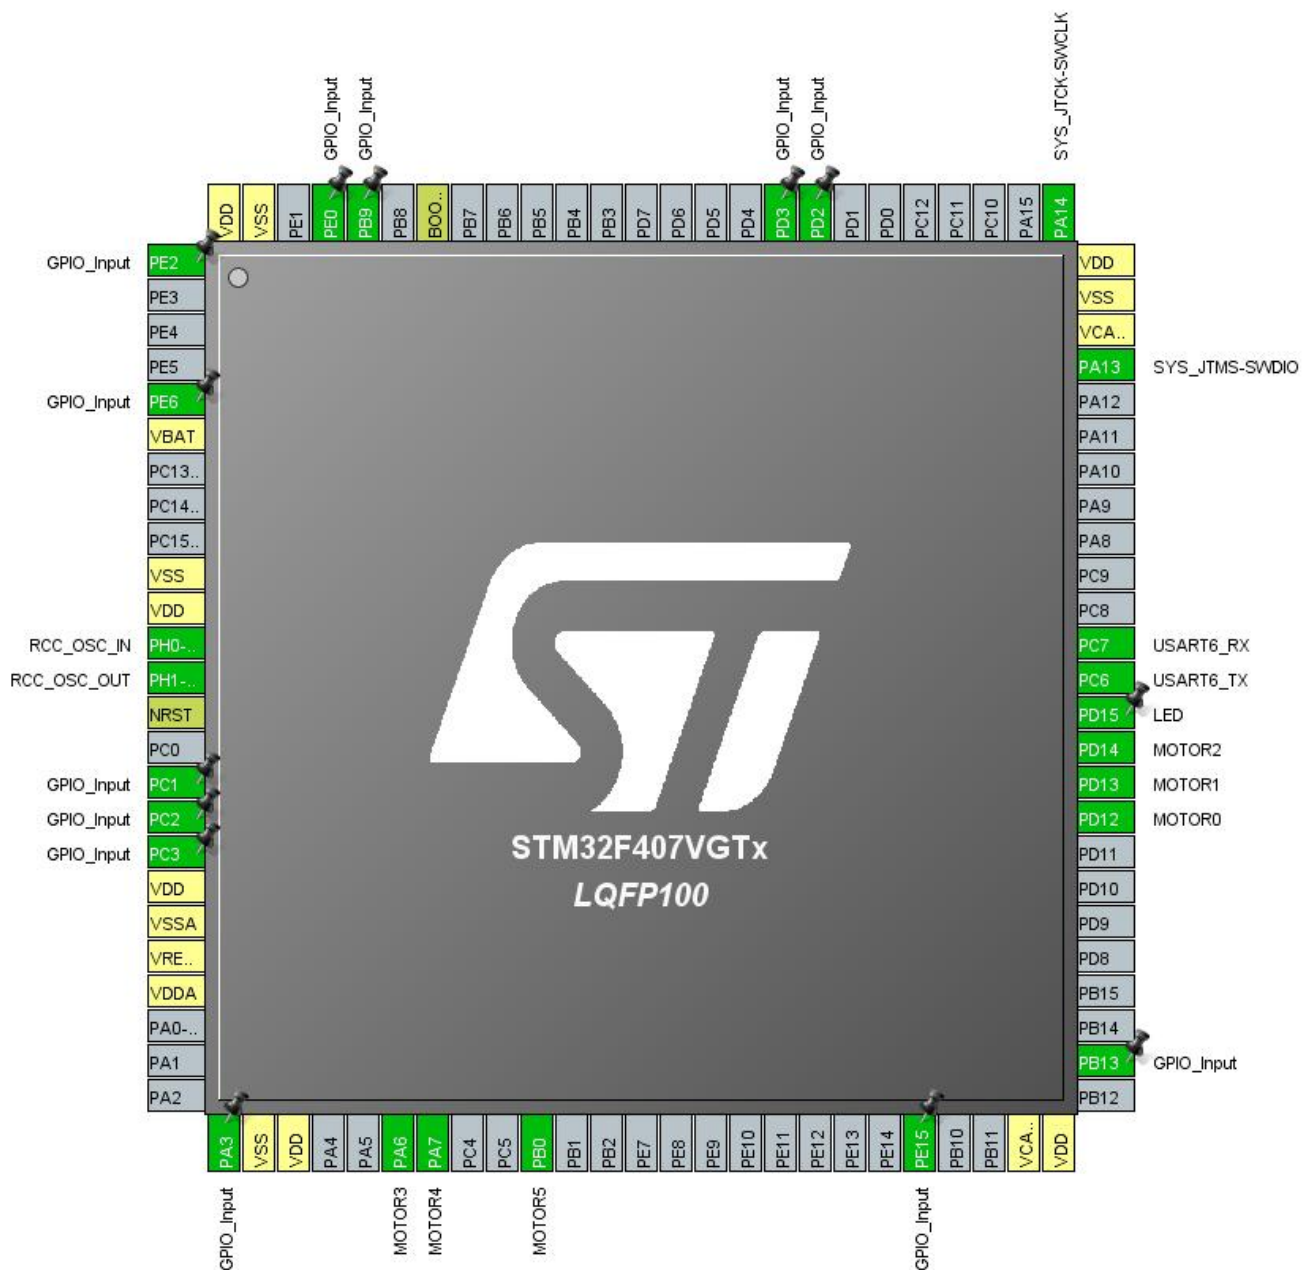 GPIO_Input
GPIO_Input
GPIO_Input
GPIO_Input
SYS_JTCK-SWCLK
VDD
VSS
PE1
PE0
PB9
PB8
BOO..
PB7
PB6
PB5
PB4
PB3
PD7
PD6
PD5
PD4
PD3
PD2
PD1
PD0
PC12
PC11
PC10
PA15
PA14
GPIO_Input PE2
PE3
PE4
PE5
GPIO_Input PE6
VBAT
PC13..
PC14..
PC15..
VSS
VDD
RCC_OSC_IN PH0-..
RCC_OSC_OUT PH1-..
NRST
PC0
GPIO_Input PC1
GPIO_Input PC2
GPIO_Input PC3
VDD
VSSA
VRE..
VDDA
PA0-..
PA1
PA2
STM32F407VGTx
LQFP100
VDD
VSS
VCA..
PA13 SYS_JTMS-SWDIO
PA12
PA11
PA10
PA9
PA8
PC9
PC8
PC7 USART6_RX
PC6 USART6_TX
PD15 LED
PD14 MOTOR2
PD13 MOTOR1
PD12 MOTOR0
PD11
PD10
PD9
PD8
PB15
PB14
PB13 GPIO_Input
PB12
PA3
VSS
VDD
PA4
PA5
PA6
PA7
PC4
PC5
PB0
PB1
PB2
PE7
PE8
PE9
PE10
PE11
PE12
PE13
PE14
PE15
PB10
PB11
VCA..
VDD
GPIO_Input
MOTOR3
MOTOR4
MOTOR5
GPIO_Input